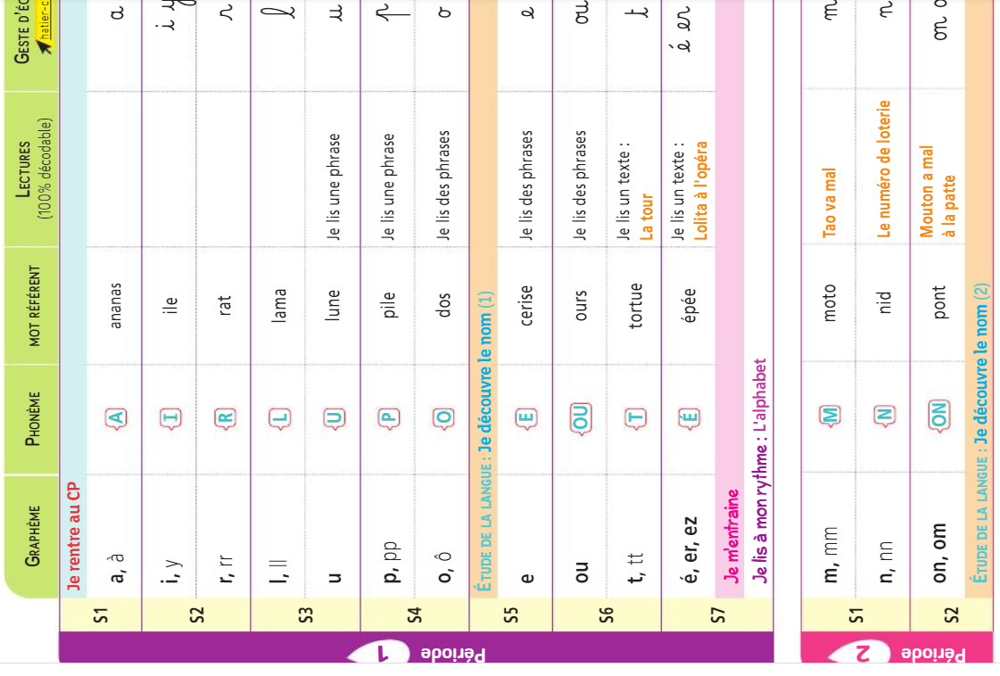 GRAPHÈME PHONÈME MOT RÉFÉRENT LECTURES GESTE D'ÉC
(100% décodable) hatier-c
Période 1
Je rentre au CP
S1 a, à A ananas a
S2 i, y I ile i y
r, rr R rat r
S3 l, ll L lama l
u U lune Je lis une phrase u
S4 p, pp P pile Je lis une phrase p
o, ô O dos Je lis des phrases o
ÉTUDE DE LA LANGUE : Je découvre le nom (1)
S5 e E cerise Je lis des phrases e
S6 ou OU ours Je lis des phrases ou
t, tt T tortue Je lis un texte : t
La tour
S7 é, er, ez É épée Je lis un texte : é er
Lolita à l'opéra
Je m'entraine
Je lis à mon rythme : L'alphabet
Période 2
S1 m, mm M moto Tao va mal m
n, nn N nid Le numéro de loterie n
S2 on, om ON pont Mouton a mal on o
à la patte
ÉTUDE DE LA LANGUE : Je découvre le nom (2)